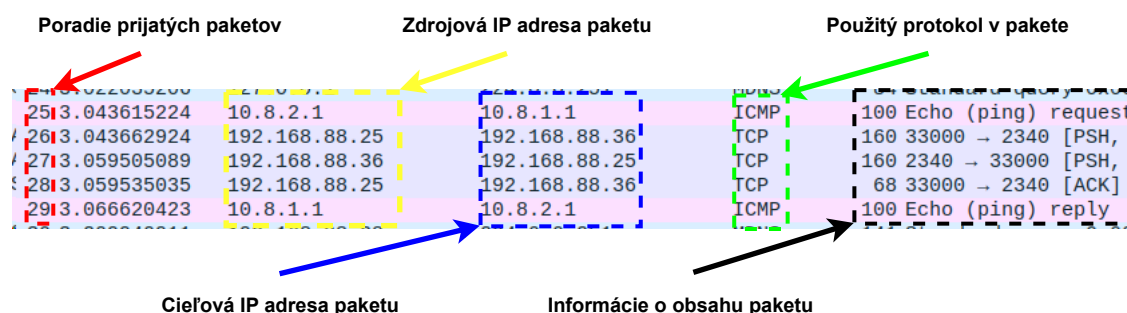 Poradie prijatých paketov Zdrojová IP adresa paketu Použitý protokol v pakete
25 3.043615224 10.8.2.1 10.8.1.1 ICMP 100 Echo (ping) request
26 3.043662924 192.168.88.25 192.168.88.36 TCP 160 33000 → 2340 [PSH,
27 3.059505089 192.168.88.36 192.168.88.25 TCP 160 2340 → 33000 [PSH,
28 3.059535035 192.168.88.25 192.168.88.36 TCP 68 33000 → 2340 [ACK]
29 3.066620423 10.8.1.1 10.8.2.1 ICMP 100 Echo (ping) reply
Cieľová IP adresa paketu Informácie o obsahu paketu